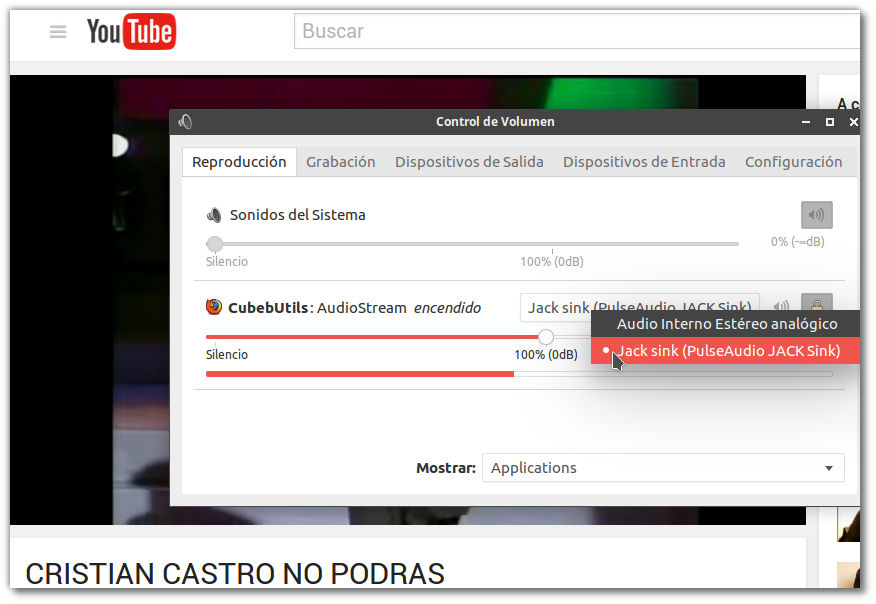 YouTube
Buscar
A c
Control de Volumen
Reproducción Grabación Dispositivos de Salida Dispositivos de Entrada Configuración
Sonidos del Sistema
0% (-∞dB)
Silencio 100% (0dB)
CubebUtils: AudioStream encendido Jack sink (PulseAudio JACK Sink)
Audio Interno Estéreo analógico
Silencio 100% (0dB) Jack sink (PulseAudio JACK Sink)
Mostrar: Applications
CRISTIAN CASTRO NO PODRAS